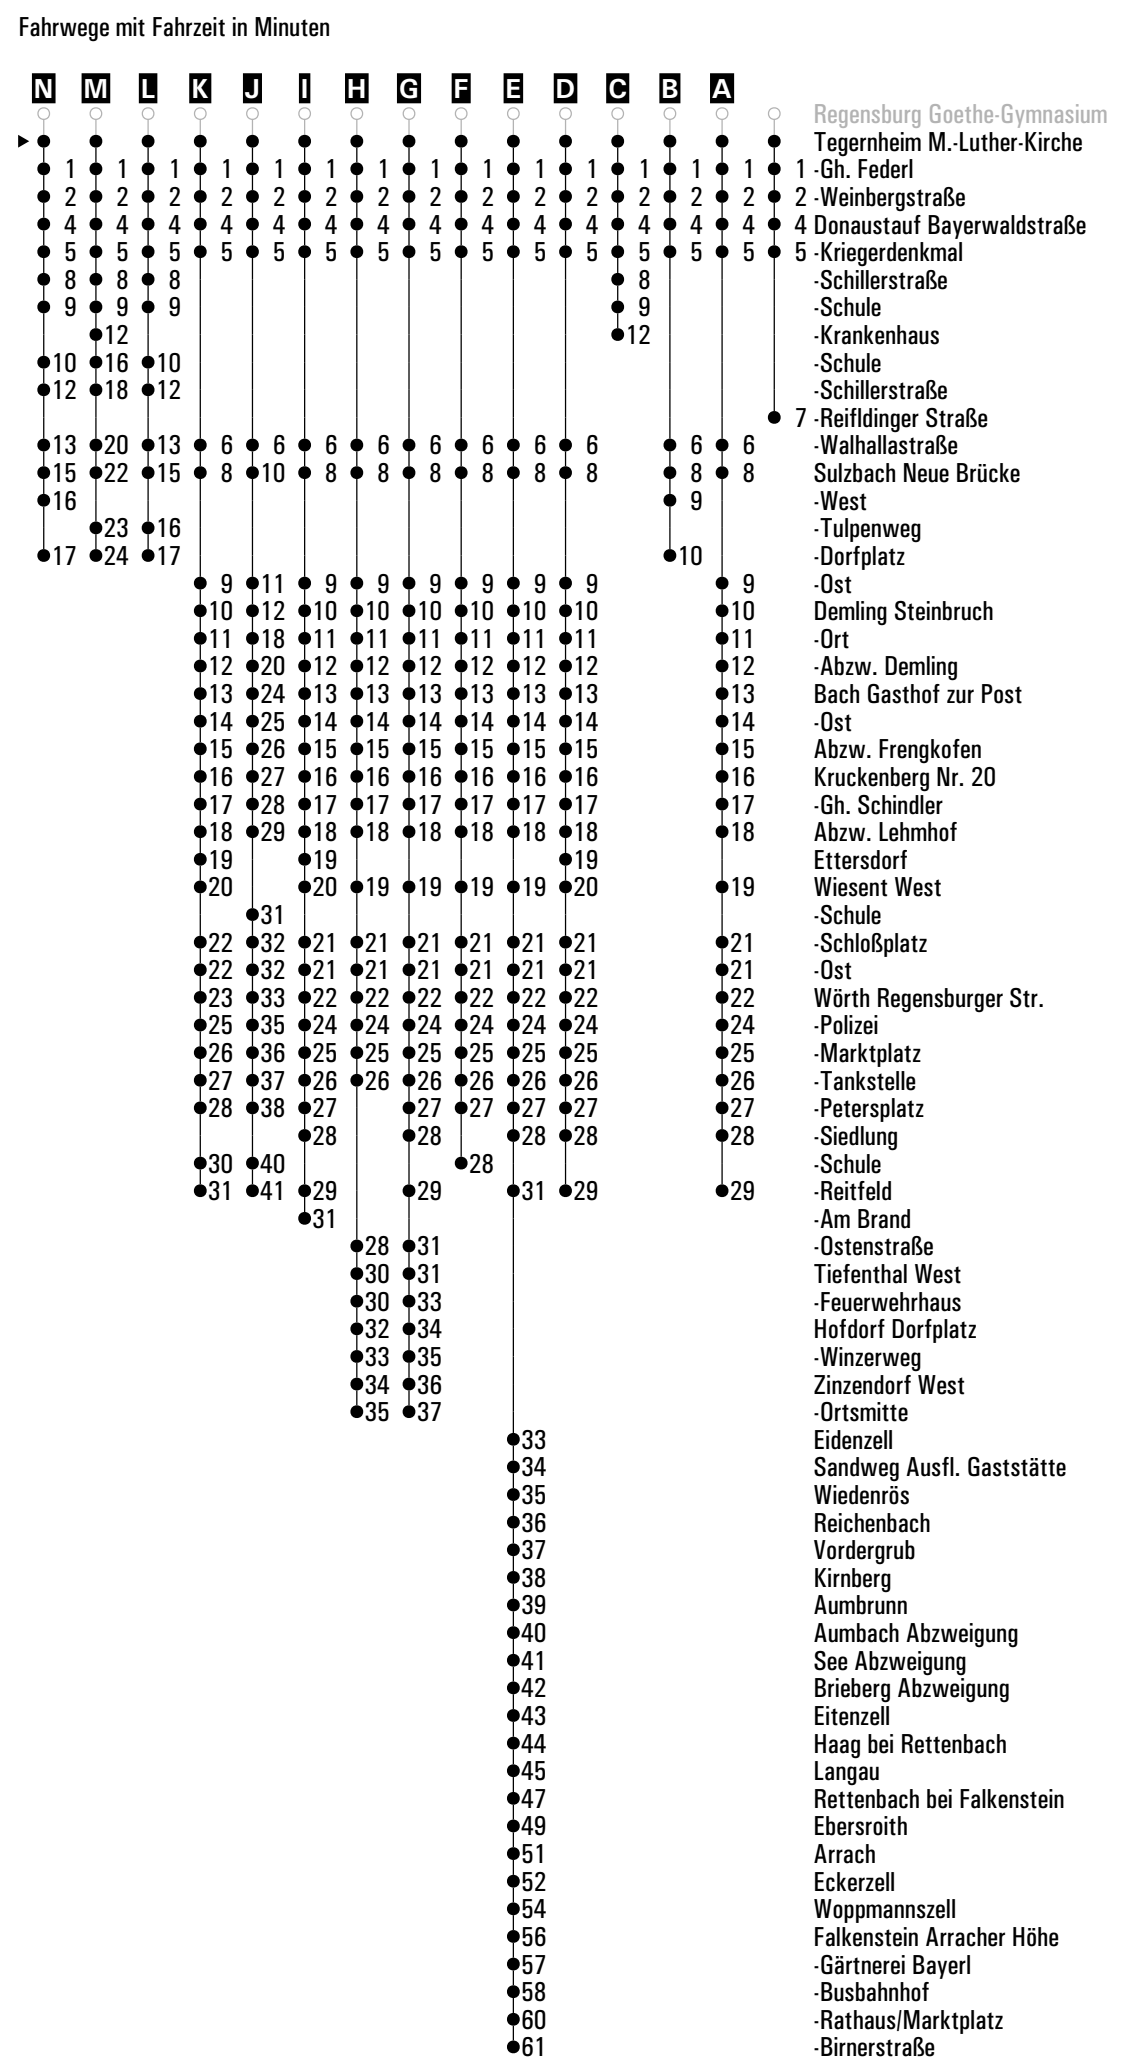 Fahrwege mit Fahrzeit in Minuten
N M L K J I H G F E D C B A
Regensburg Goethe-Gymnasium
Tegernheim M.-Luther-Kirche
1 1 1 1 1 1 1 1 1 1 1 1 1 1 1 -Gh. Federl
2 2 2 2 2 2 2 2 2 2 2 2 2 2 2 -Weinbergstraße
4 4 4 4 4 4 4 4 4 4 4 4 4 4 4 Donaustauf Bayerwaldstraße
5 5 5 5 5 5 5 5 5 5 5 5 5 5 5 -Kriegerdenkmal
8 8 8 8 -Schillerstraße
9 9 9 9 -Schule
12 12 -Krankenhaus
10 16 10 -Schule
12 18 12 -Schillerstraße
7 -Reifldinger Straße
13 20 13 6 6 6 6 6 6 6 6 6 6 -Walhallastraße
15 22 15 8 10 8 8 8 8 8 8 8 8 Sulzbach Neue Brücke
16 9 -West
23 16 -Tulpenweg
17 24 17 10 -Dorfplatz
9 11 9 9 9 9 9 9 9 -Ost
10 12 10 10 10 10 10 10 10 Demling Steinbruch
11 18 11 11 11 11 11 11 11 -Ort
12 20 12 12 12 12 12 12 12 -Abzw. Demling
13 24 13 13 13 13 13 13 13 Bach Gasthof zur Post
14 25 14 14 14 14 14 14 14 -Ost
15 26 15 15 15 15 15 15 15 Abzw. Frengkofen
16 27 16 16 16 16 16 16 16 Kruckenberg Nr. 20
17 28 17 17 17 17 17 17 17 -Gh. Schindler
18 29 18 18 18 18 18 18 18 Abzw. Lehmhof
19 19 19 Ettersdorf
20 20 19 19 19 19 20 19 Wiesent West
31 -Schule
22 32 21 21 21 21 21 21 21 -Schloßplatz
22 32 21 21 21 21 21 21 21 -Ost
23 33 22 22 22 22 22 22 22 Wörth Regensburger Str.
25 35 24 24 24 24 24 24 24 -Polizei
26 36 25 25 25 25 25 25 25 -Marktplatz
27 37 26 26 26 26 26 26 26 -Tankstelle
28 38 27 27 27 27 27 27 -Petersplatz
28 28 28 28 28 -Siedlung
30 40 28 -Schule
31 41 29 29 31 29 29 -Reitfeld
31 -Am Brand
28 31 -Ostenstraße
30 31 Tiefenthal West
30 33 -Feuerwehrhaus
32 34 Hofdorf Dorfplatz
33 35 -Winzerweg
34 36 Zinzendorf West
35 37 -Ortsmitte
33 Eidenzell
34 Sandweg Ausfl. Gaststätte
35 Wiedenrös
36 Reichenbach
37 Vordergrub
38 Kirnberg
39 Aumbrunn
40 Aumbach Abzweigung
41 See Abzweigung
42 Brieberg Abzweigung
43 Eitenzell
44 Haag bei Rettenbach
45 Langau
47 Rettenbach bei Falkenstein
49 Ebersroith
51 Arrach
52 Eckerzell
54 Woppmannszell
56 Falkenstein Arracher Höhe
57 -Gärtnerei Bayerl
58 -Busbahnhof
60 -Rathaus/Marktplatz
61 -Birnerstraße